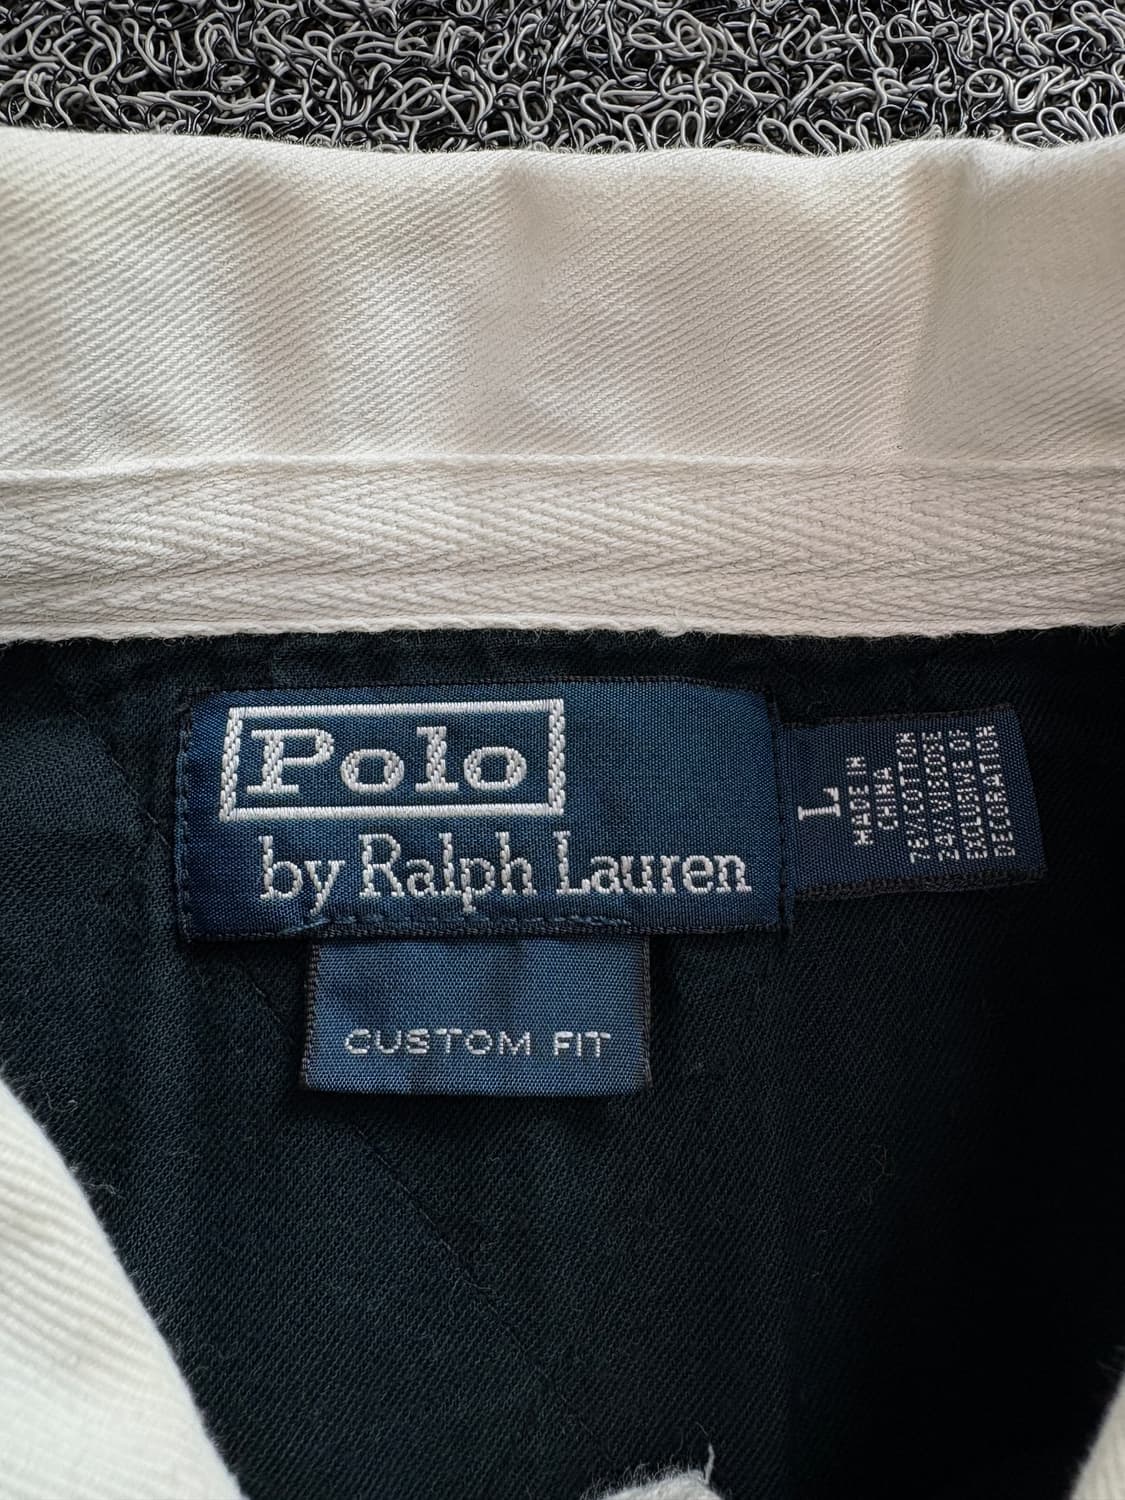 Polo
by Ralph Lauren
CUSTOM FIT
L
MADE IN
CHINA
76%COTTON
24%VISCOSE
EXCLUSIVE OF
DECORATION